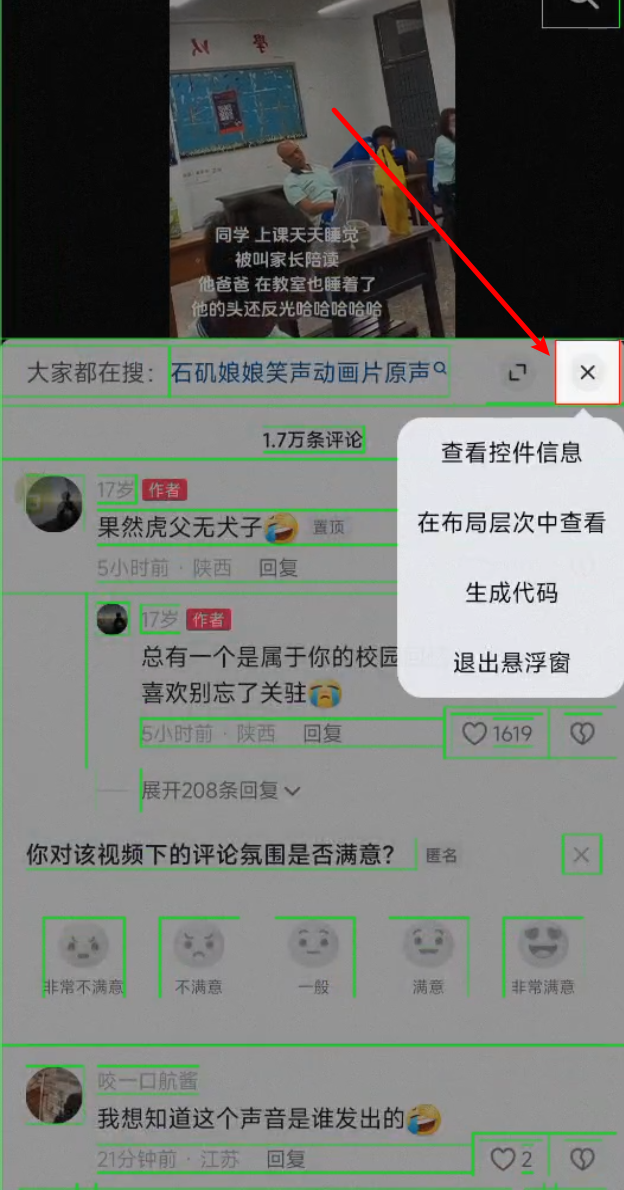 学 以
同学 上课天天睡觉
被叫家长陪读
他爸爸 在教室也睡着了
他的头还反光哈哈哈哈哈
大家都在搜：石矶娘娘笑声动画片原声
1.7万条评论
查看控件信息
在布局层次中查看
生成代码
退出悬浮窗
17岁 作者
果然虎父无犬子🤣 置顶
5小时前 · 陕西 回复
17岁 作者
总有一个是属于你的校园
喜欢别忘了关驻😭
5小时前 · 陕西 回复 1619
展开208条回复
你对该视频下的评论氛围是否满意？ 匿名
非常不满意 不满意 一般 满意 非常满意
咬一口航酱
我想知道这个声音是谁发出的🤣
21分钟前 · 江苏 回复 2